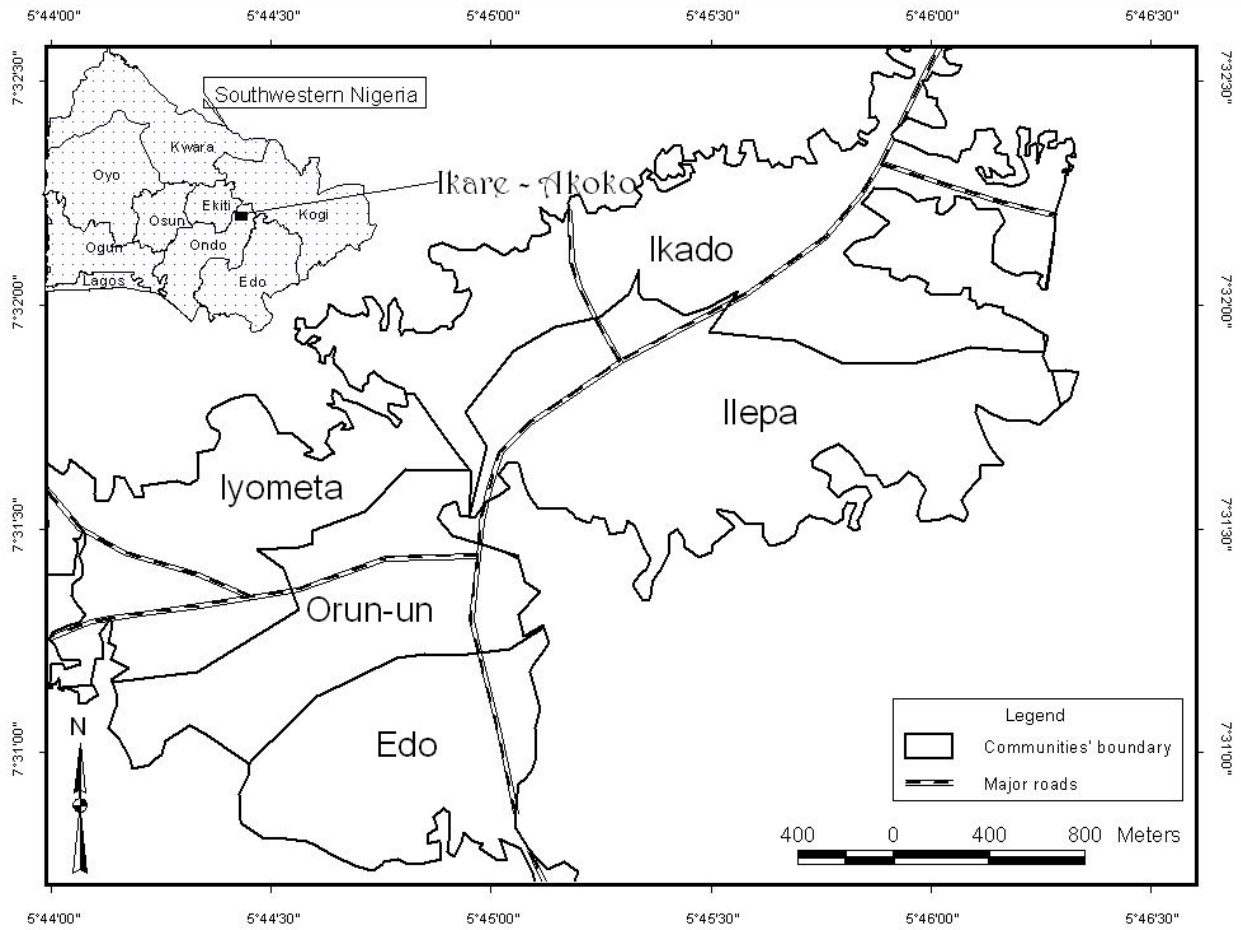 5°44'00"
5°44'30"
5°45'00"
5°45'30"
5°46'00"
5°46'30"
7°32'30"
7°32'30"
Southwestern Nigeria
Kwara
Oyo
Ikare - Akoko
Ekiti
Osun
Kogi
Ogun
Ondo
Lagos
Edo
Ikado
7°32'00"
7°32'00"
Ilepa
Iyometa
7°31'30"
7°31'30"
Orun-un
Legend
N
Edo
Communities' boundary
7°31'00"
7°31'00"
Major roads
400 0 400 800 Meters
5°44'00"
5°44'30"
5°45'00"
5°45'30"
5°46'00"
5°46'30"